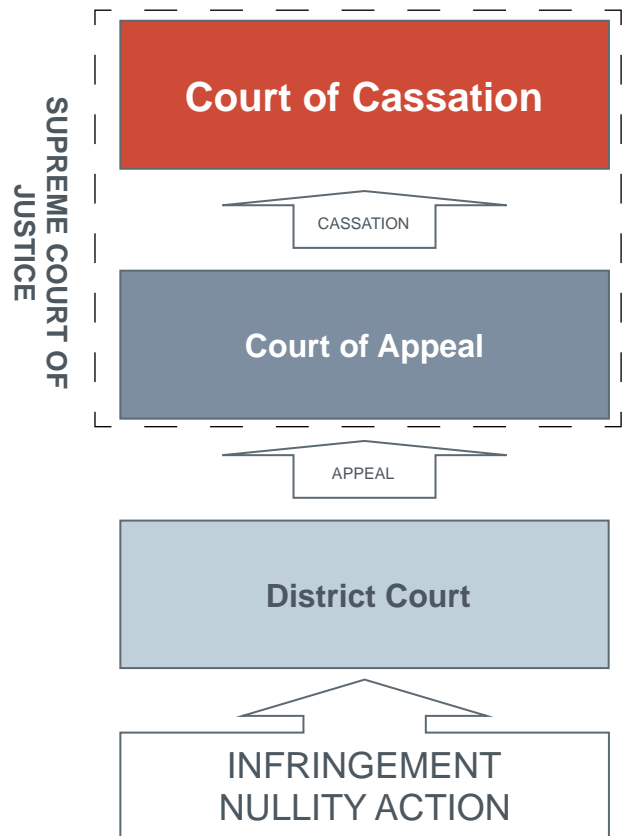 SUPREME COURT OF
JUSTICE
Court of Cassation
CASSATION
Court of Appeal
APPEAL
District Court
INFRINGEMENT
NULLITY ACTION